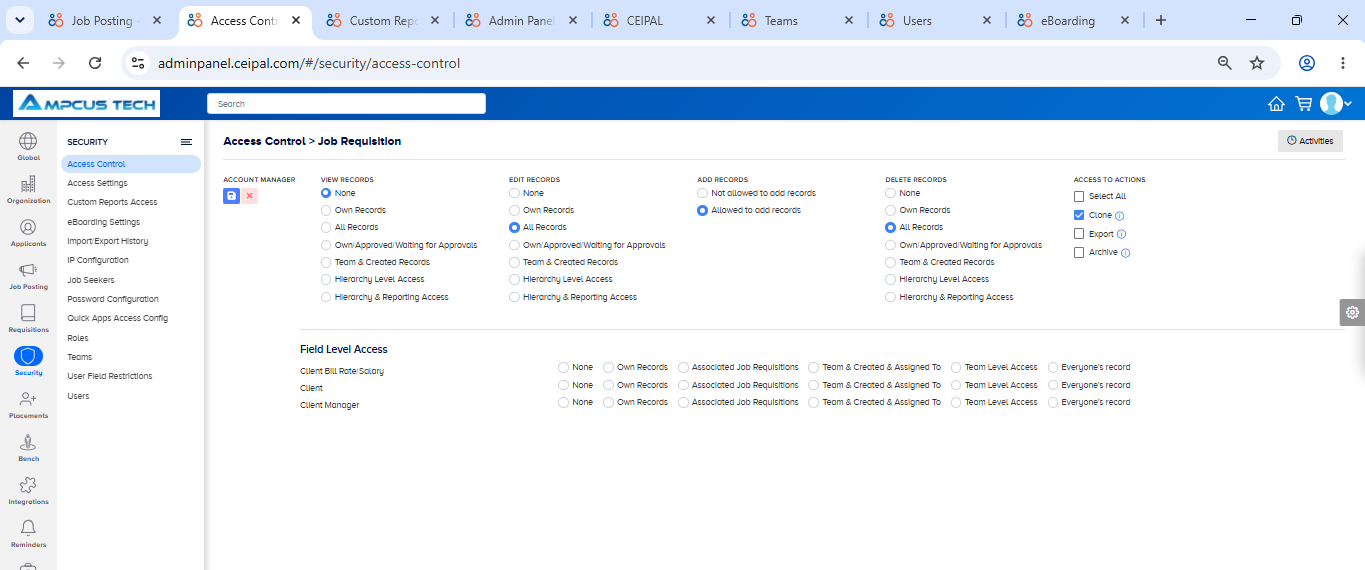 Job Posting -
Access Contr
Custom Repo
Admin Panel
CEIPAL
Teams
Users
eBoarding
adminpanel.ceipal.com/#/security/access-control
AMPCUS TECH
Search
Global
Organization
Applicants
Job Posting
Requisitions
Security
Placements
Bench
Integrations
Reminders
SECURITY
Access Control
Access Settings
Custom Reports Access
eBoarding Settings
Import/Export History
IP Configuration
Job Seekers
Password Configuration
Quick Apps Access Config
Roles
Teams
User Field Restrictions
Users
Access Control > Job Requisition
Activities
ACCOUNT MANAGER
VIEW RECORDS
None
Own Records
All Records
Own/Approved/Waiting for Approvals
Team & Created Records
Hierarchy Level Access
Hierarchy & Reporting Access
EDIT RECORDS
None
Own Records
All Records
Own/Approved/Waiting for Approvals
Team & Created Records
Hierarchy Level Access
Hierarchy & Reporting Access
ADD RECORDS
Not allowed to add records
Allowed to add records
DELETE RECORDS
None
Own Records
All Records
Own/Approved/Waiting for Approvals
Team & Created Records
Hierarchy Level Access
Hierarchy & Reporting Access
ACCESS TO ACTIONS
Select All
Clone
Export
Archive
Field Level Access
Client Bill Rate/Salary None Own Records Associated Job Requisitions Team & Created & Assigned To Team Level Access Everyone's record
Client None Own Records Associated Job Requisitions Team & Created & Assigned To Team Level Access Everyone's record
Client Manager None Own Records Associated Job Requisitions Team & Created & Assigned To Team Level Access Everyone's record